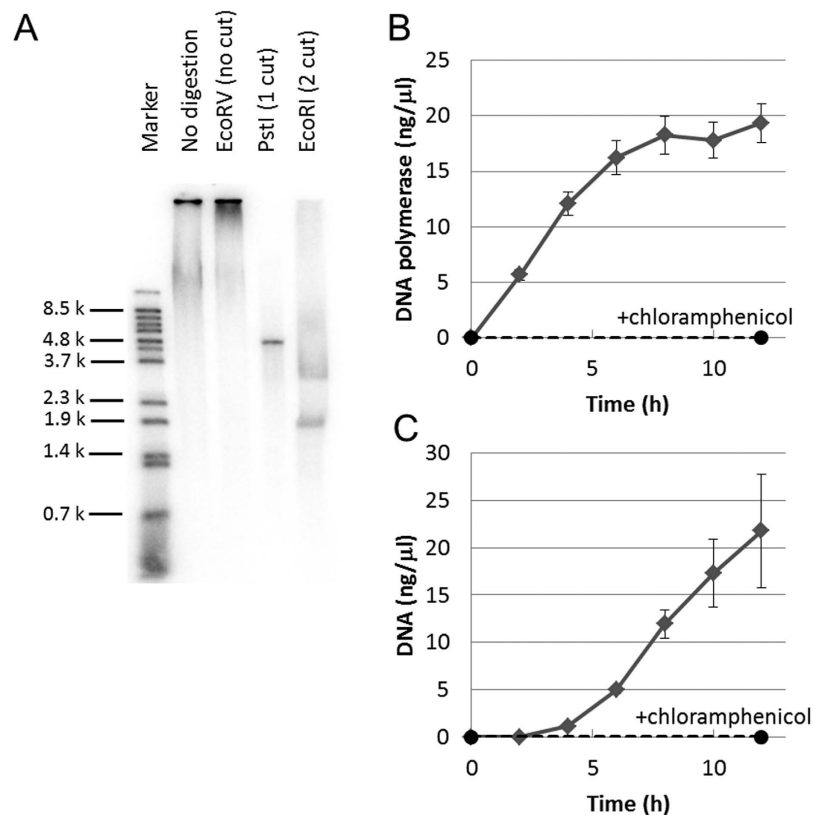 A
Marker
No digestion
EcoRV (no cut)
PstI (1 cut)
EcoRI (2 cut)
8.5 k
4.8 k
3.7 k
2.3 k
1.9 k
1.4 k
0.7 k
B
DNA polymerase (ng/μl)
25
20
15
10
5
0
+chloramphenicol
0 5 10
Time (h)
C
DNA (ng/μl)
30
25
20
15
10
5
0
+chloramphenicol
0 5 10
Time (h)